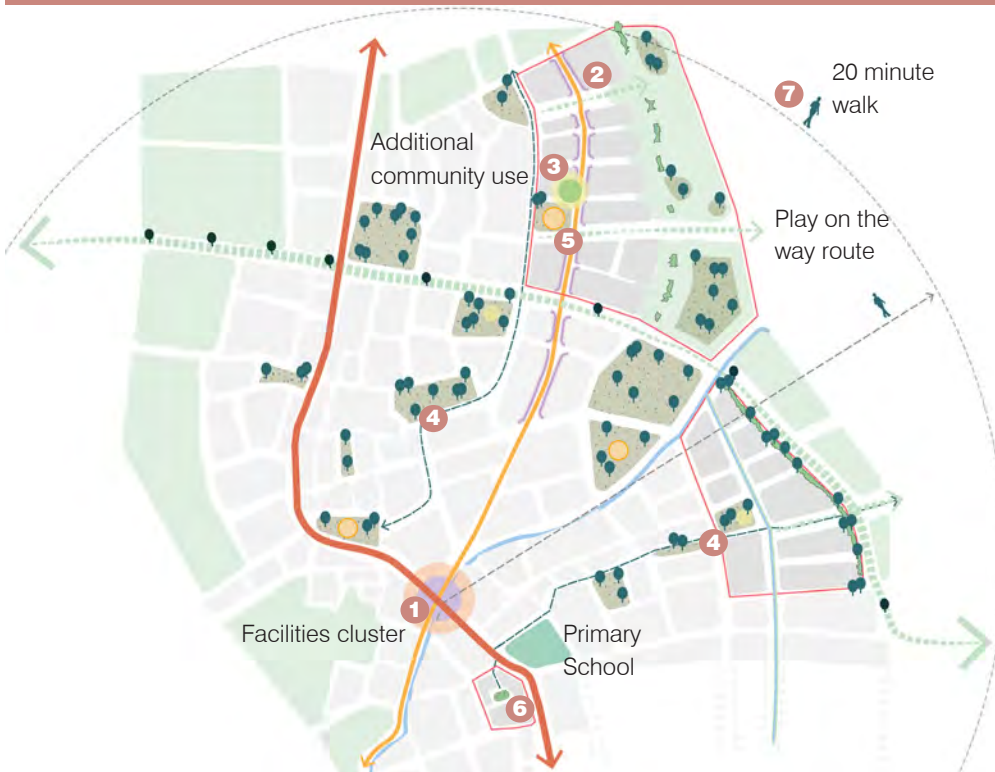 2
7
20 minute
walk
Additional
community use
3
Play on the
way route
5
4
4
1
Facilities cluster
Primary
School
6